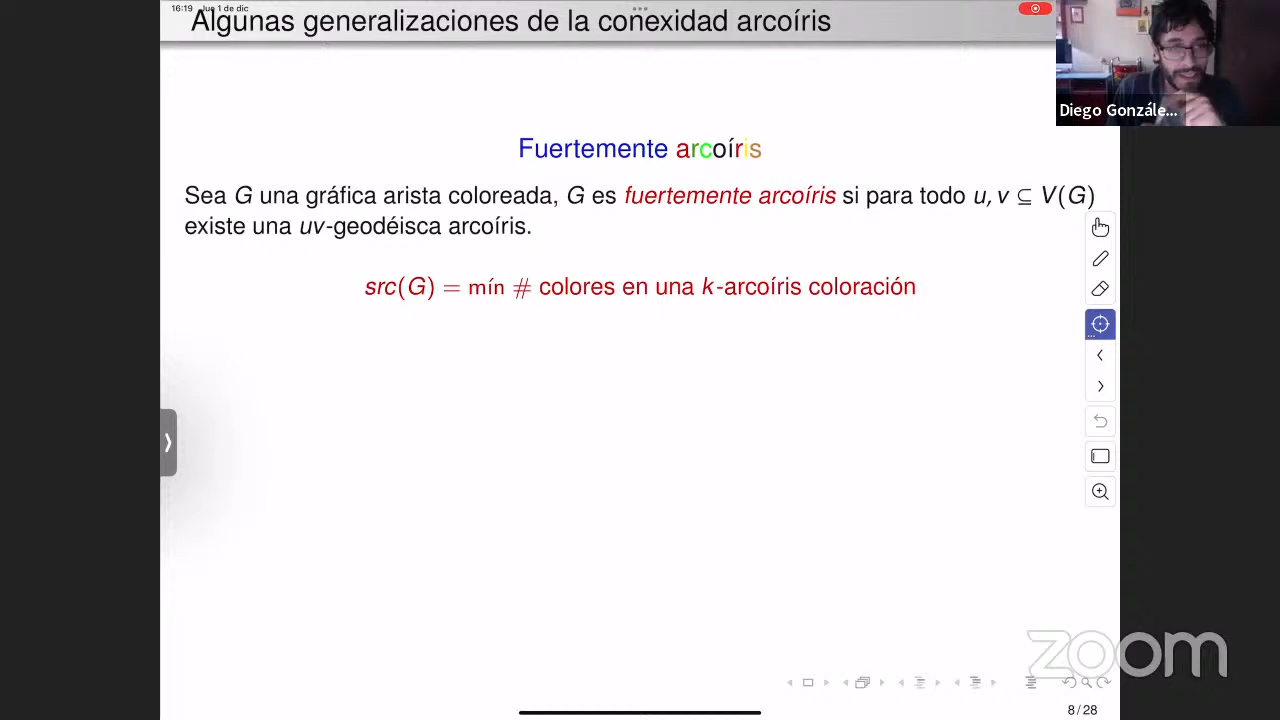 16:19 lun 1 de dic
Algunas generalizaciones de la conexidad arcoíris
Diego Gonzále...
Fuertemente arcoíris
Sea G una gráfica arista coloreada, G es fuertemente arcoíris si para todo u, v ⊆ V(G)
existe una uv-geodéisca arcoíris.
src(G) = mín # colores en una k-arcoíris coloración
zoom
8 / 28